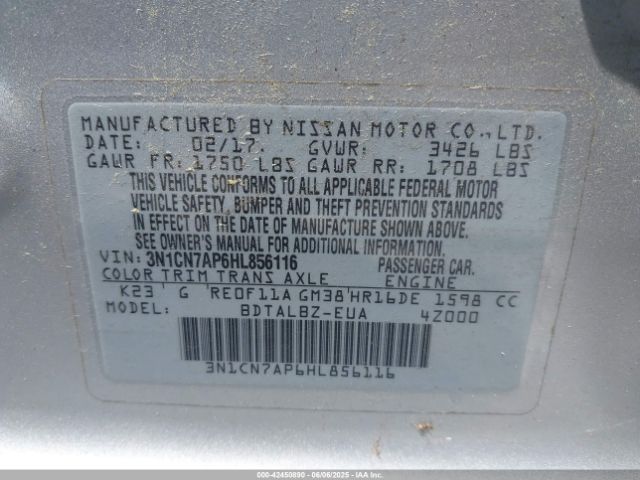 MANUFACTURED BY NISSAN MOTOR CO., LTD.
DATE: 02/17. GVWR: 3426 LBS
GAWR FR: 1750 LBS GAWR RR: 1708 LBS
THIS VEHICLE CONFORMS TO ALL APPLICABLE FEDERAL MOTOR
VEHICLE SAFETY, BUMPER AND THEFT PREVENTION STANDARDS
IN EFFECT ON THE DATE OF MANUFACTURE SHOWN ABOVE.
SEE OWNER'S MANUAL FOR ADDITIONAL INFORMATION.
VIN: 3N1CN7AP6HL856116 PASSENGER CAR.
COLOR TRIM TRANS AXLE ENGINE
K23' G 'RE0F11A GM38'HR16DE 1598 CC
MODEL: BDTALBZ-EUA 4Z000
3N1CN7AP6HL856116
000-42450890 - 06/06/2025 - IAAI.COM